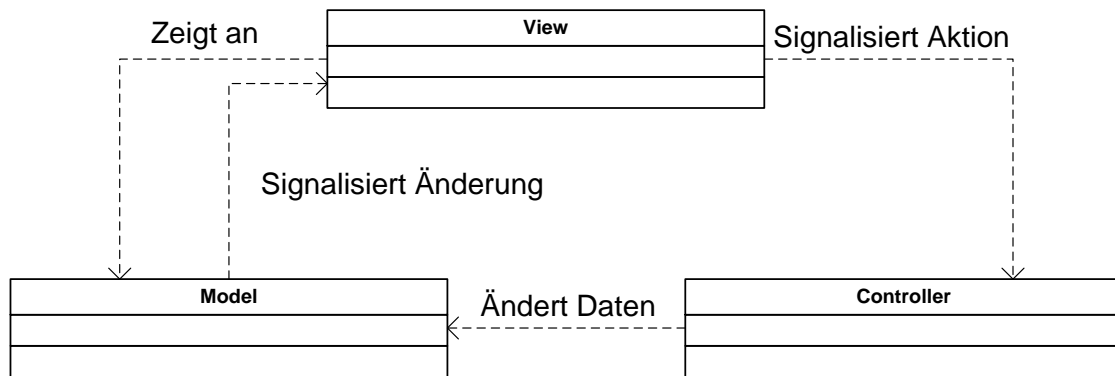 View
Zeigt an
Signalisiert Aktion
Signalisiert Änderung
Model
Ändert Daten
Controller